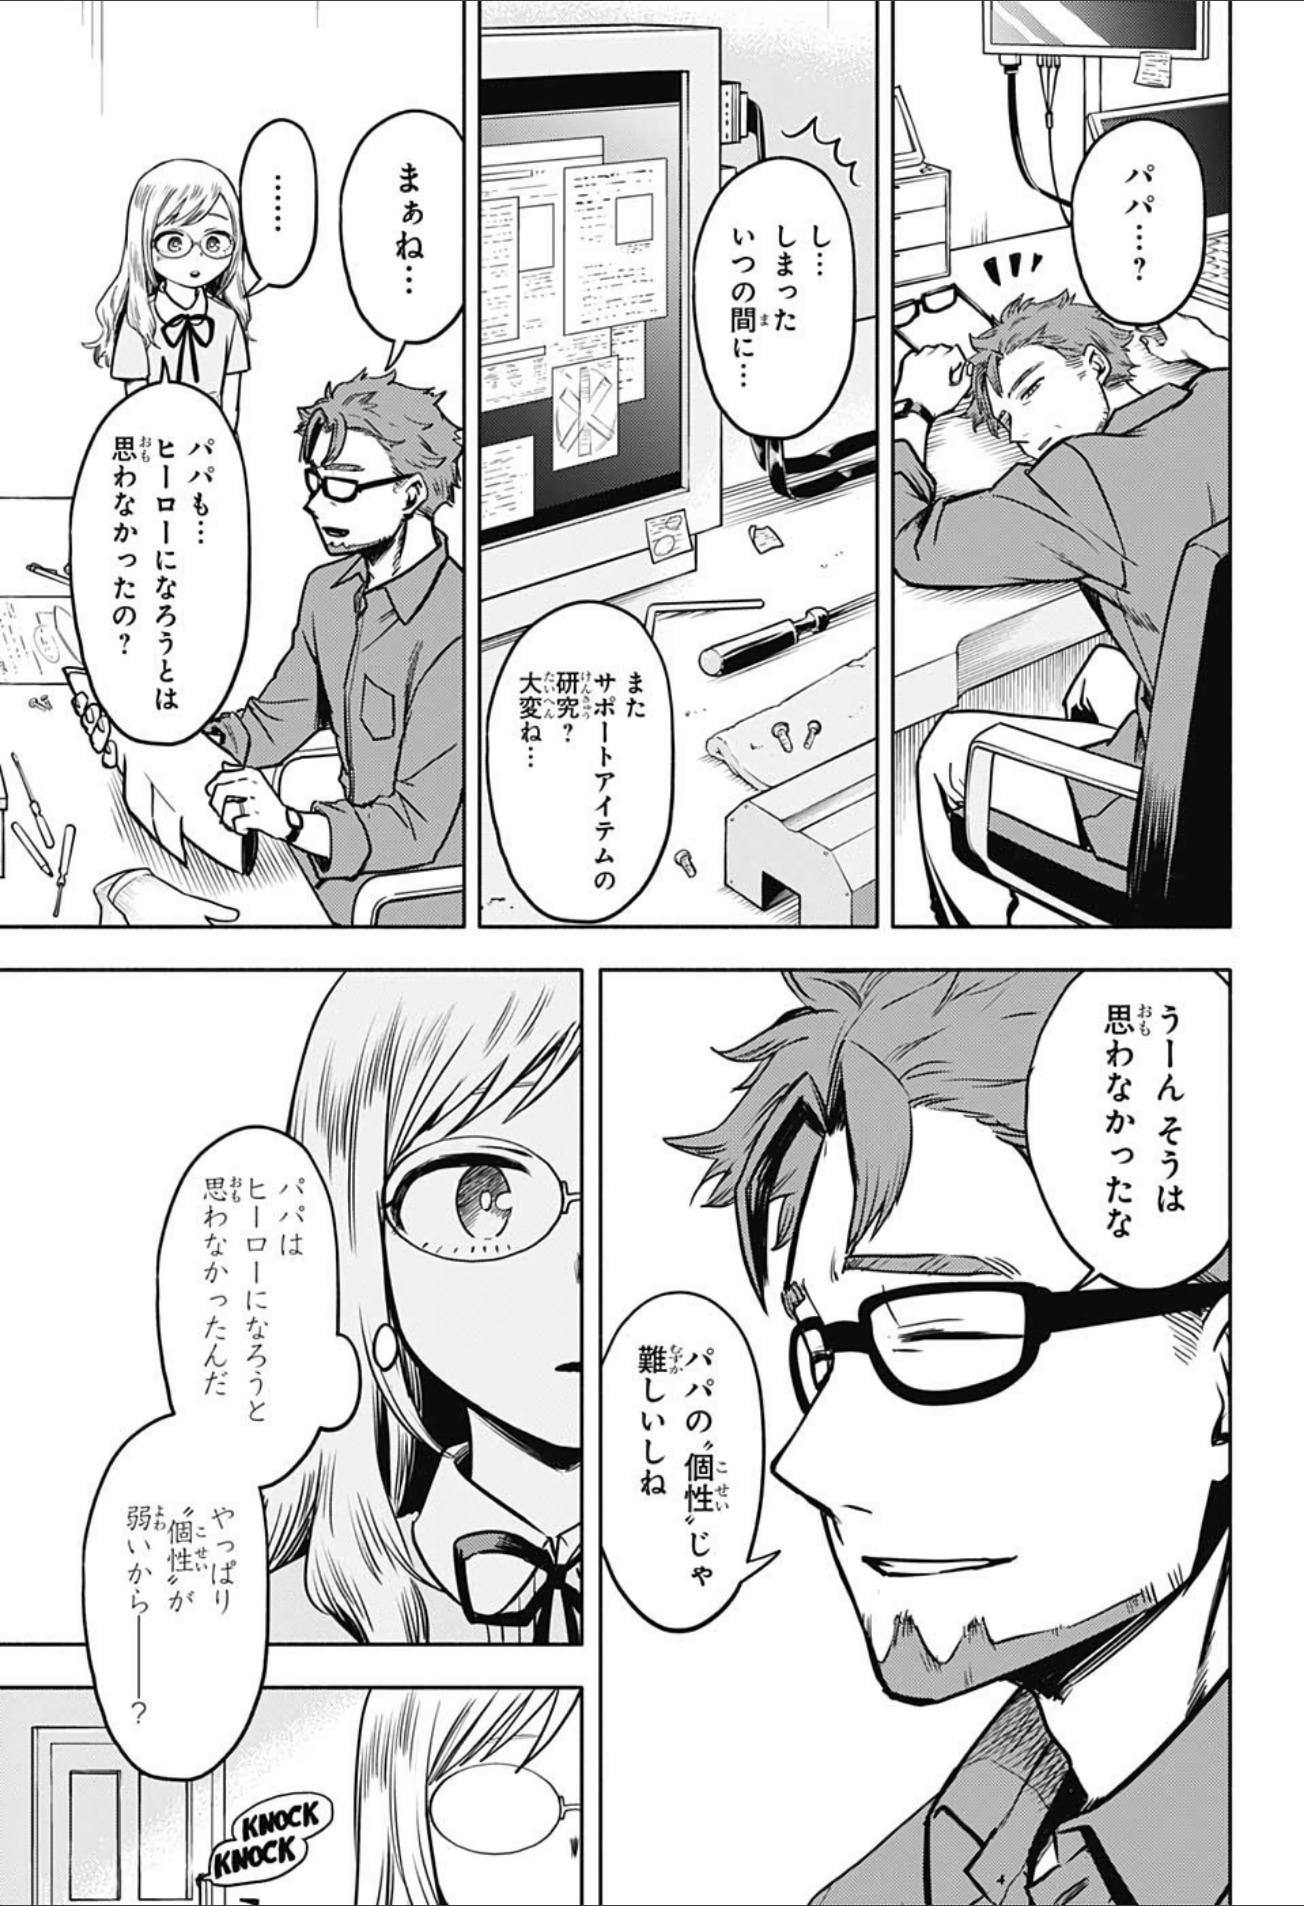 パパ…?
し…
しまった
いつの間に…
また
サポートアイテムの
研究?
大変ね…
まぁね…
……
パパも…
ヒーローになろうとは
思わなかったの?
うーん そうは
思わなかったな
パパの〝個性〟じゃ
難しいしね
パパは
ヒーローになろうと
思わなかったんだ
やっぱり
〝個性〟が
弱いから――?
KNOCK
KNOCK